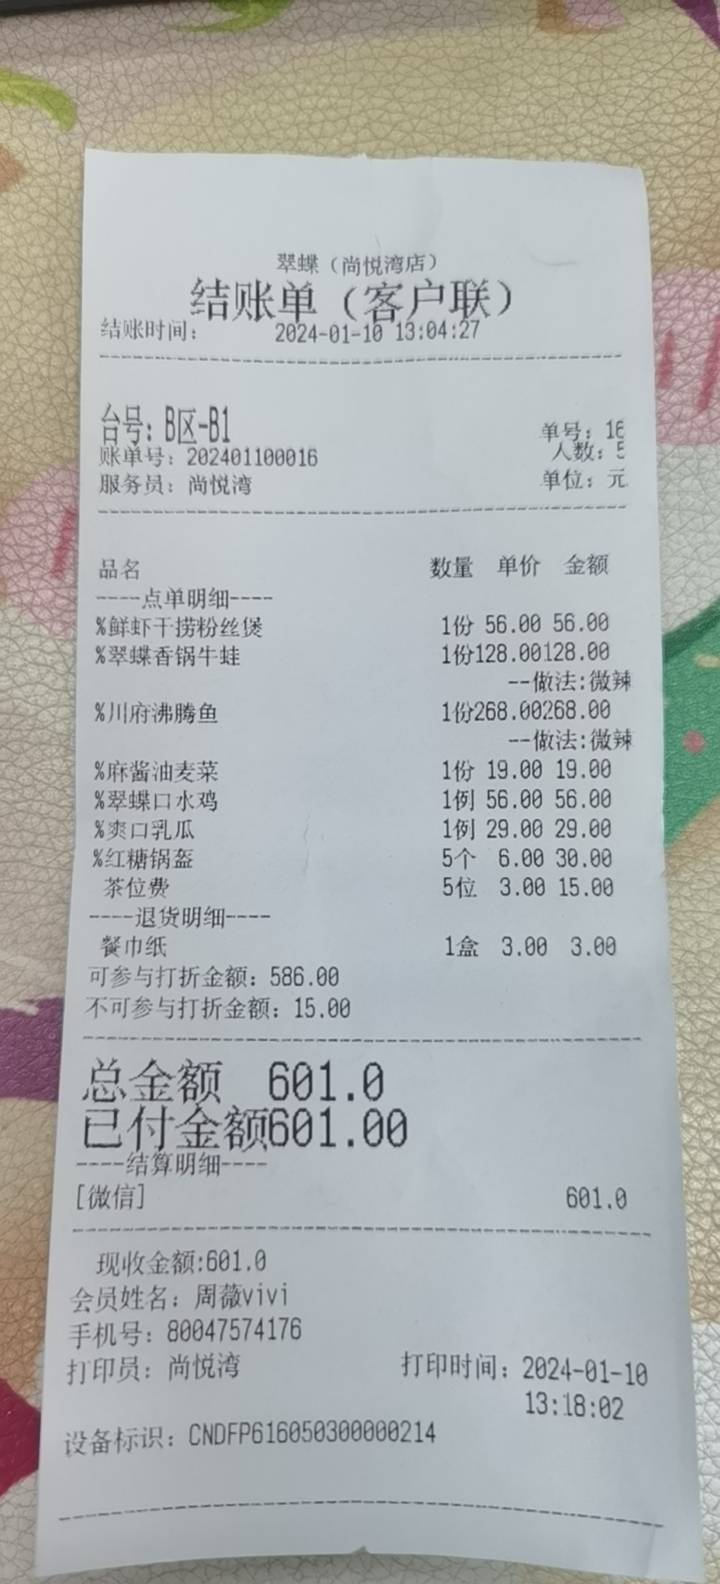 翠蝶（尚悦湾店）
结账单（客户联）
结账时间： 2024-01-10 13:04:27
台号：B区-B1
单号：16
账单号：202401100016 人数：5
服务员：尚悦湾 单位：元
品名 数量 单价 金额
----点单明细----
%鲜虾干捞粉丝煲 1份 56.00 56.00
%翠蝶香锅牛蛙 1份128.00128.00
--做法:微辣
%川府沸腾鱼 1份268.00268.00
--做法:微辣
%麻酱油麦菜 1份 19.00 19.00
%翠蝶口水鸡 1例 56.00 56.00
%爽口乳瓜 1例 29.00 29.00
%红糖锅盔 5个 6.00 30.00
茶位费 5位 3.00 15.00
----退货明细----
餐巾纸 1盒 3.00 3.00
可参与打折金额：586.00
不可参与打折金额：15.00
总金额 601.0
已付金额601.00
----结算明细----
[微信] 601.0
现收金额:601.0
会员姓名：周薇vivi
手机号：80047574176
打印员：尚悦湾 打印时间：2024-01-10
13:18:02
设备标识：CNDFP616050300000214